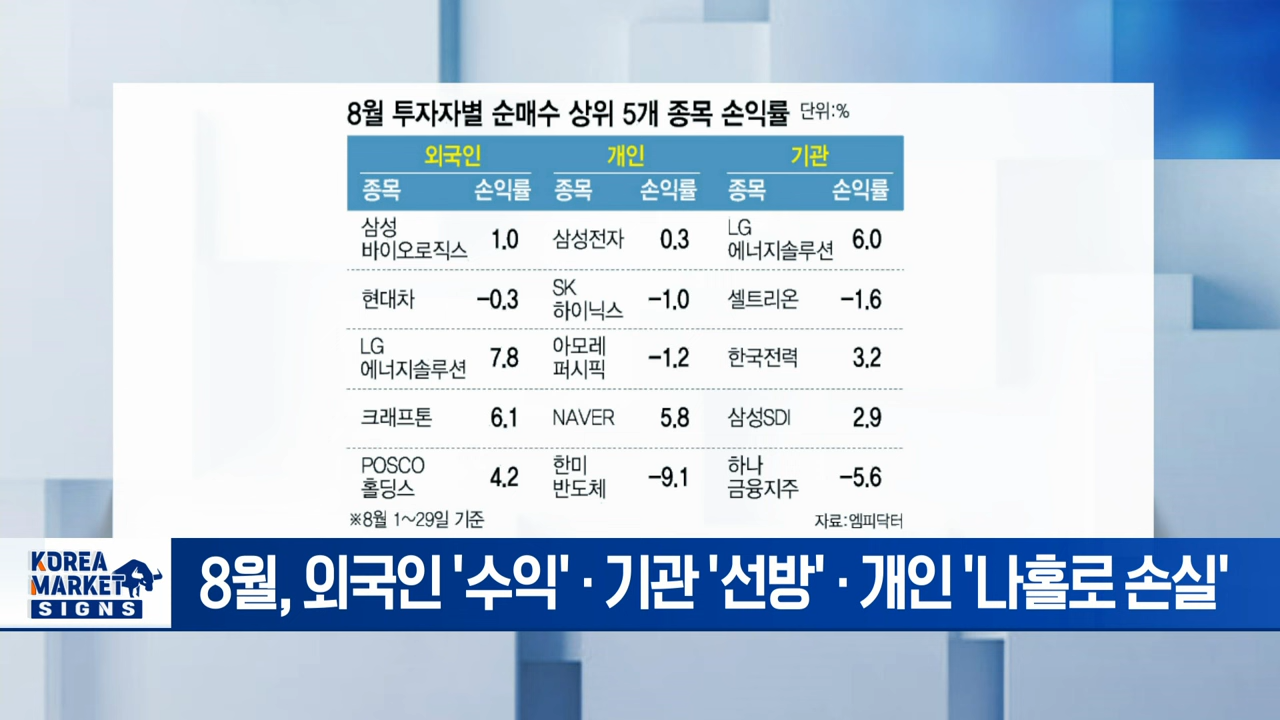 8월 투자자별 순매수 상위 5개 종목 손익률 단위:%
외국인 개인 기관
종목 손익률 종목 손익률 종목 손익률
삼성
바이오로직스 1.0 삼성전자 0.3 LG
에너지솔루션 6.0
현대차 -0.3 SK
하이닉스 -1.0 셀트리온 -1.6
LG
에너지솔루션 7.8 아모레
퍼시픽 -1.2 한국전력 3.2
크래프톤 6.1 NAVER 5.8 삼성SDI 2.9
POSCO
홀딩스 4.2 한미
반도체 -9.1 하나
금융지주 -5.6
※8월 1~29일 기준 자료:엠피닥터
KOREA
MARKET
SIGNS
8월, 외국인 '수익'·기관 '선방'·개인 '나홀로 손실'